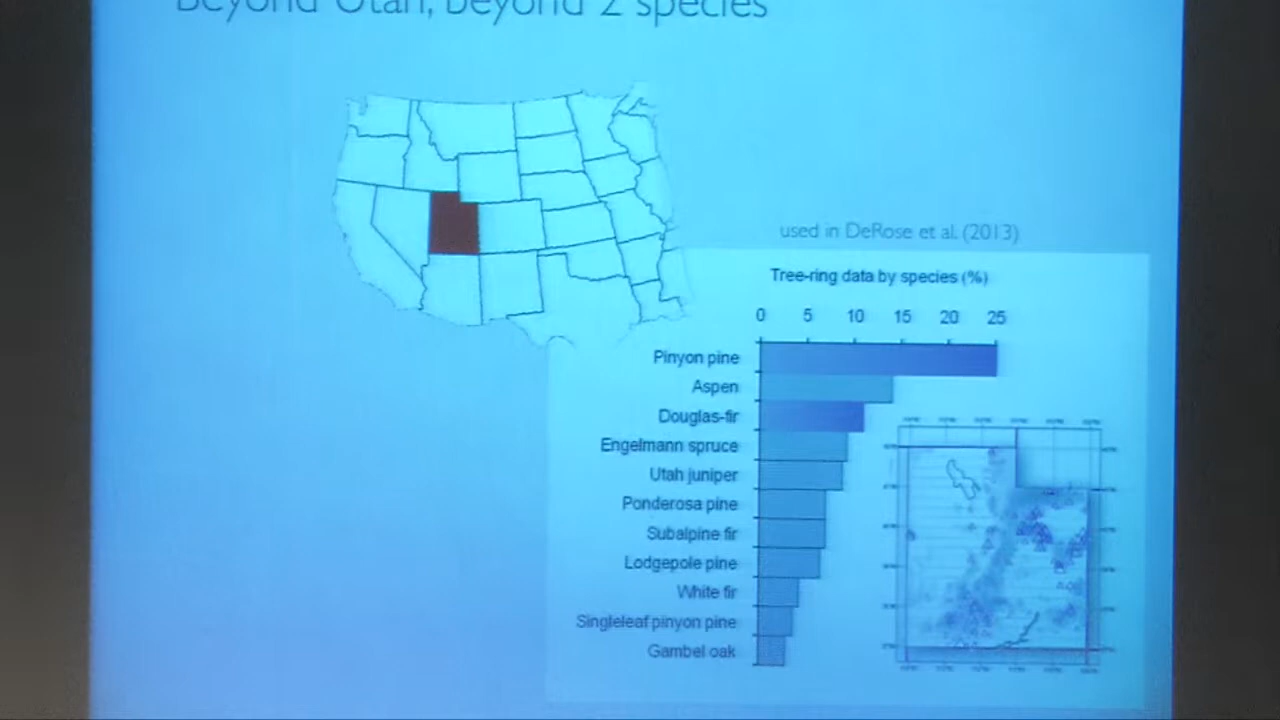 Beyond Utah, beyond 2 species
used in DeRose et al. (2013)
Tree-ring data by species (%)
0 5 10 15 20 25
Pinyon pine
Aspen
Douglas-fir
Engelmann spruce
Utah juniper
Ponderosa pine
Subalpine fir
Lodgepole pine
White fir
Singleleaf pinyon pine
Gambel oak